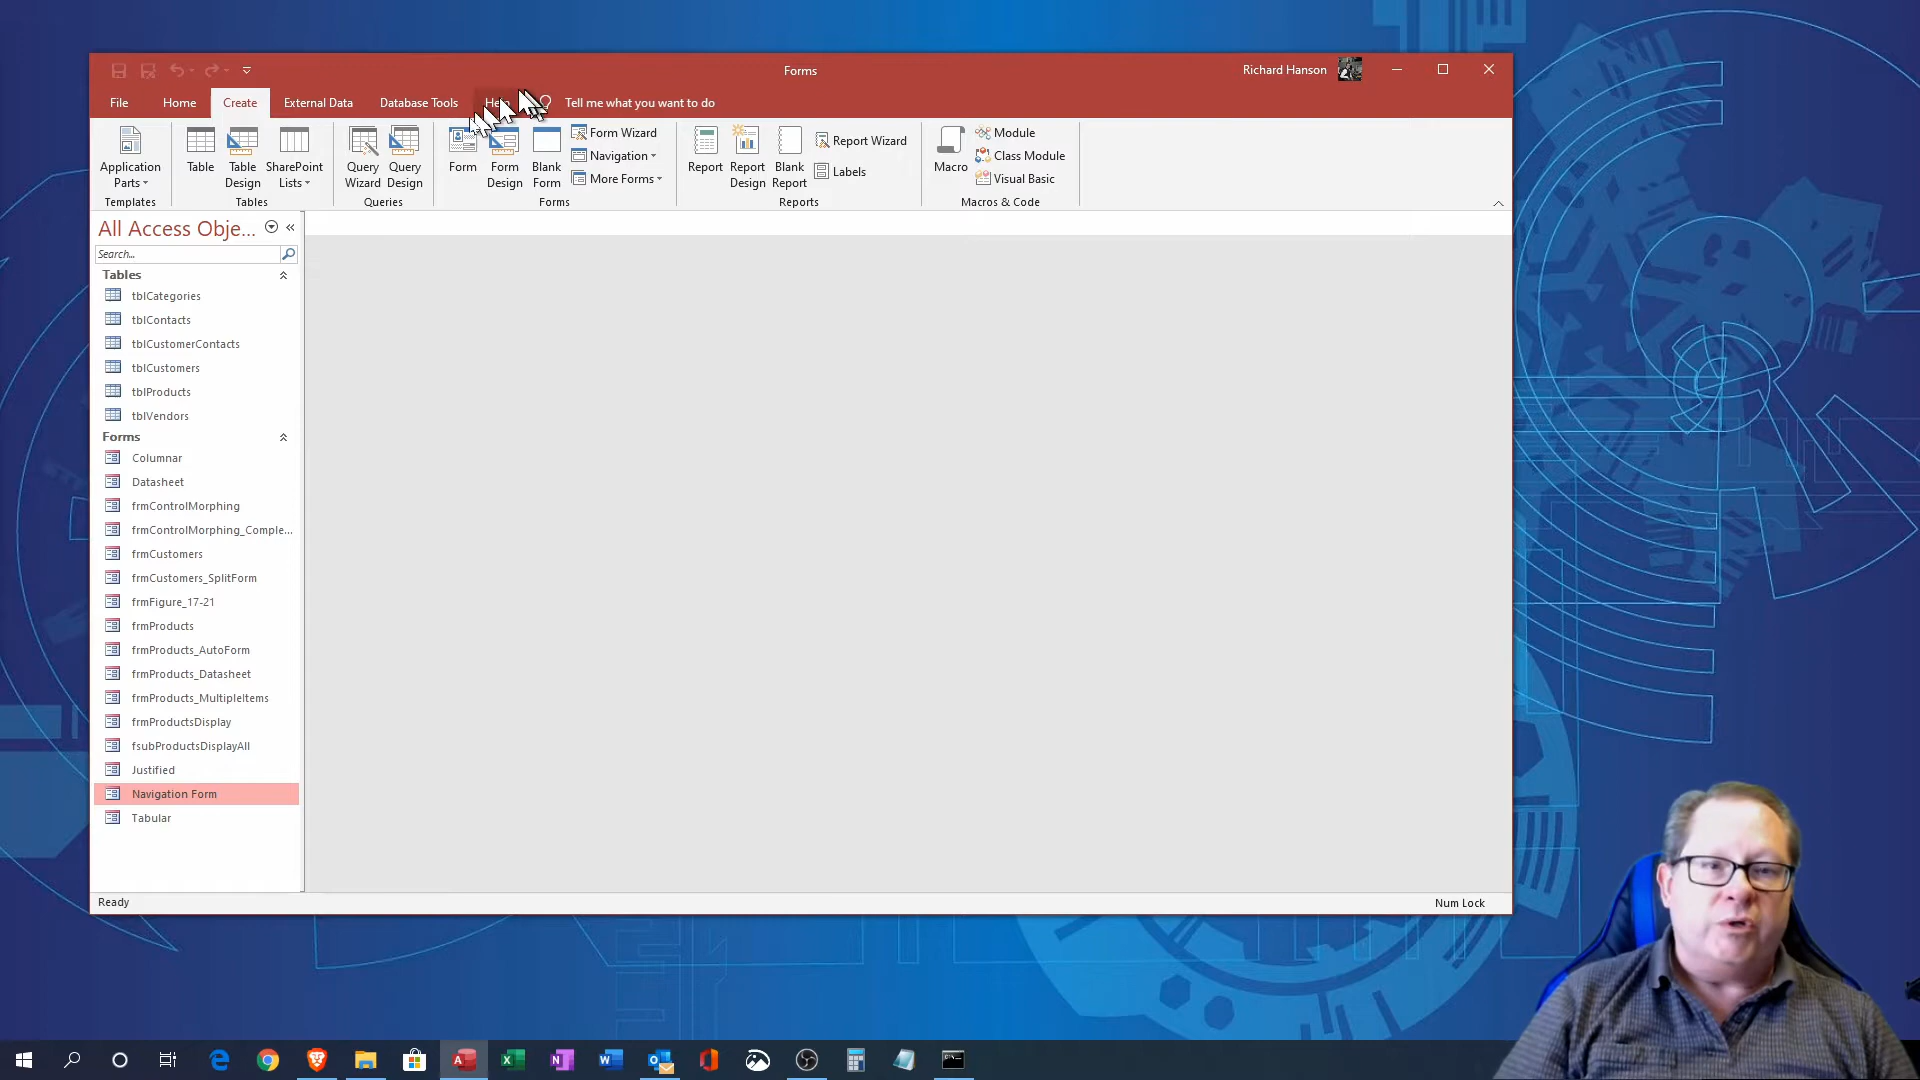 Forms
Richard Hanson
File Home Create External Data Database Tools Tell me what you want to do
Application Parts
Table
Table Design
SharePoint Lists
Query Wizard
Query Design
Form
Form Design
Blank Form
Form Wizard
Navigation
More Forms
Report
Report Design
Blank Report
Report Wizard
Labels
Macro
Module
Class Module
Visual Basic
Templates Tables Queries Forms Reports Macros & Code
All Access Obje...
Search...
Tables
tblCategories
tblContacts
tblCustomerContacts
tblCustomers
tblProducts
tblVendors
Forms
Columnar
Datasheet
frmControlMorphing
frmControlMorphing_Comple...
frmCustomers
frmCustomers_SplitForm
frmFigure_17-21
frmProducts
frmProducts_AutoForm
frmProducts_Datasheet
frmProducts_MultipleItems
frmProductsDisplay
fsubProductsDisplayAll
Justified
Navigation Form
Tabular
Ready
Num Lock